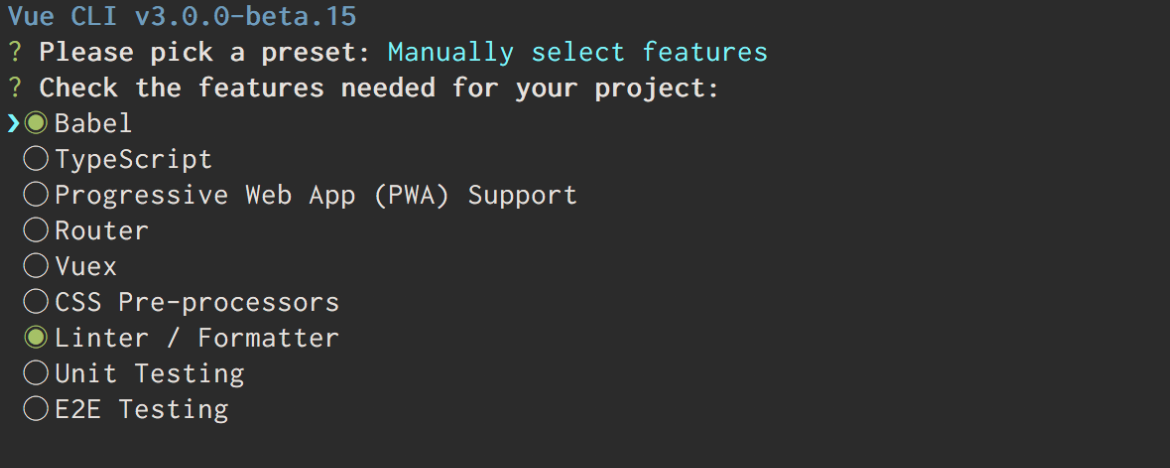 Vue CLI v3.0.0-beta.15
? Please pick a preset: Manually select features
? Check the features needed for your project:
❯◉ Babel
◯ TypeScript
◯ Progressive Web App (PWA) Support
◯ Router
◯ Vuex
◯ CSS Pre-processors
◉ Linter / Formatter
◯ Unit Testing
◯ E2E Testing